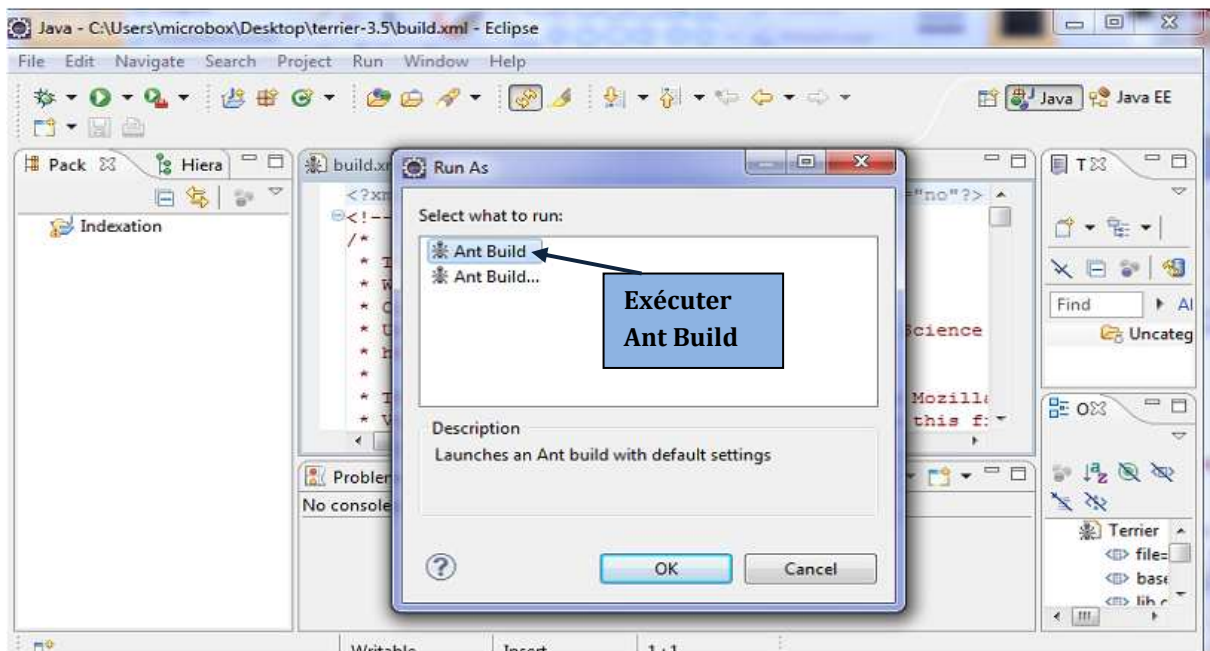 Java - C:\Users\microbox\Desktop\terrier-3.5\build.xml - Eclipse
File Edit Navigate Search Project Run Window Help
Java Java EE
Pack Hiera
Indexation
build.xr
<?xm
<!--
/*
="no"?>
Science
Mozill
this f:
Run As
Select what to run:
Ant Build
Ant Build...
Exécuter
Ant Build
Description
Launches an Ant build with default settings
OK Cancel
Problem
No console
T
Find Al
Uncateg
O
Terrier
file=
base
lib
Writable Insert 1:1